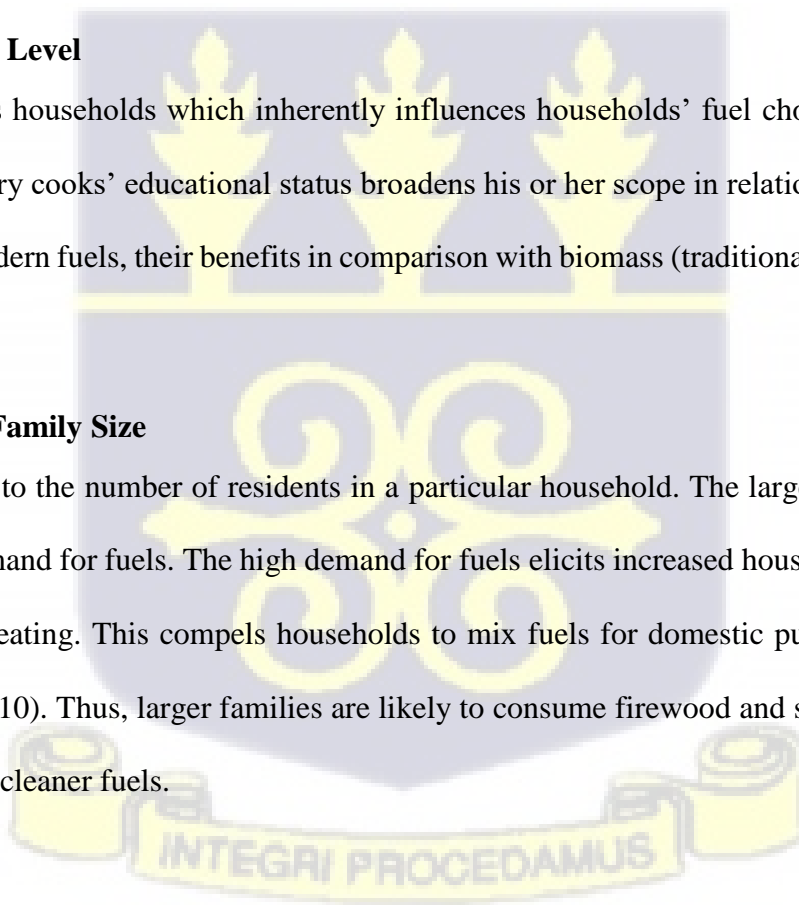 Level
s households which inherently influences households’ fuel cho
ry cooks’ educational status broadens his or her scope in relatio
dern fuels, their benefits in comparison with biomass (traditiona
Family Size
to the number of residents in a particular household. The larg
nand for fuels. The high demand for fuels elicits increased hous
eating. This compels households to mix fuels for domestic pu
10). Thus, larger families are likely to consume firewood and s
cleaner fuels.
INTEGRI PROCEDAMUS